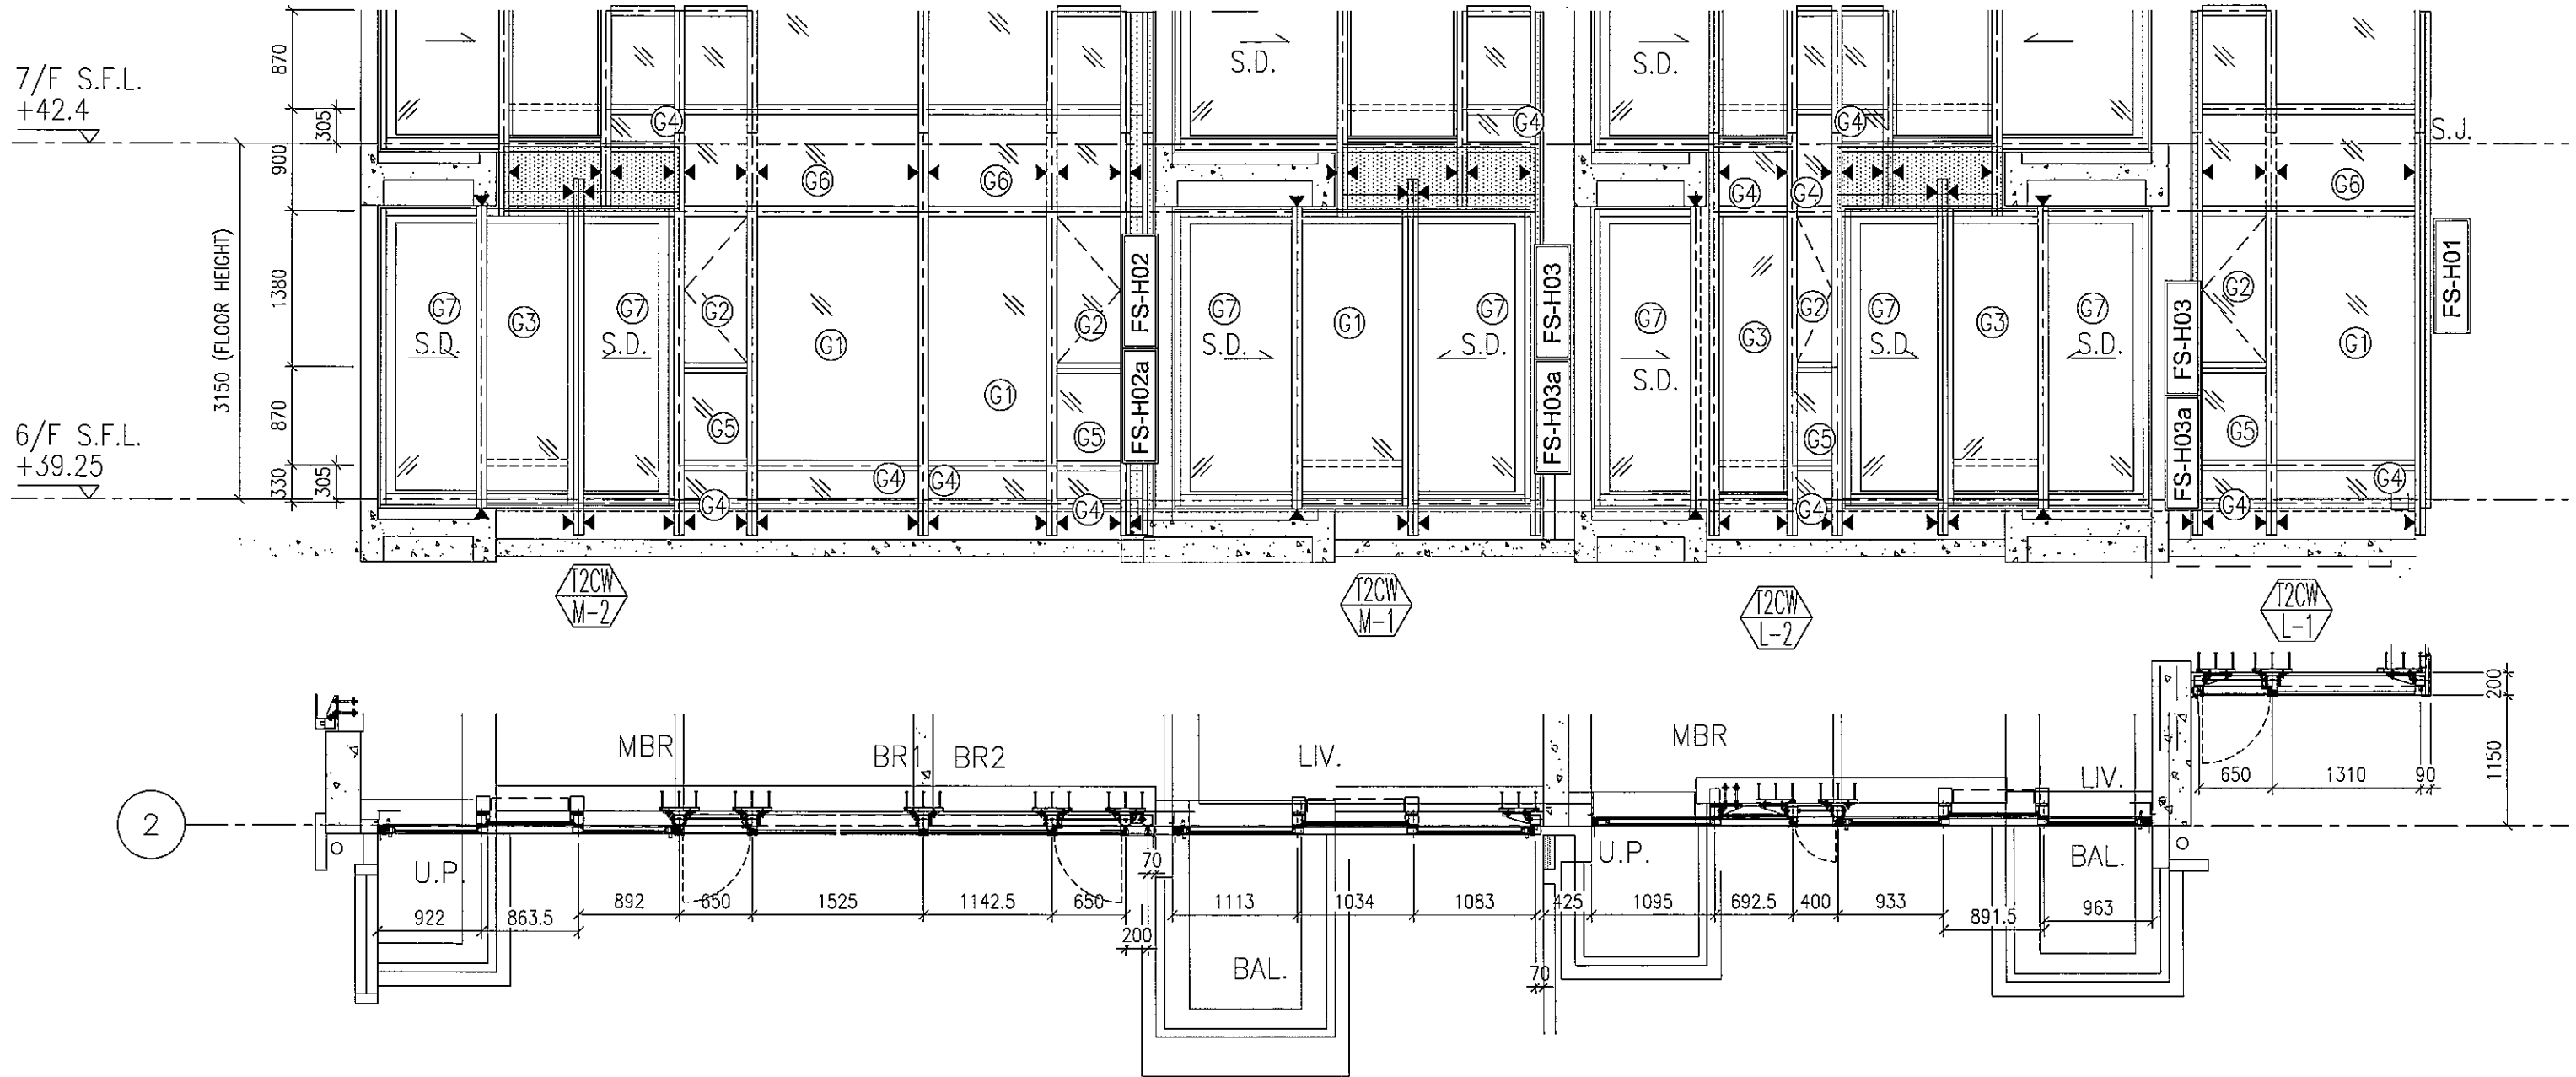 7/F S.F.L.
+42.4
6/F S.F.L.
+39.25
3150 (FLOOR HEIGHT)
870
900
305
1380
870
330
305
S.D.
S.D.
G4
G4
G4
G6
G6
G4
G4
G6
S.J.
G7
S.D.
G3
G7
S.D.
G2
G1
G1
G2
G5
G5
G4
G4
G4
G4
FS-H02
FS-H02a
G7
S.D.
G1
G7
S.D.
FS-H03
FS-H03a
G7
S.D.
G3
G2
G5
G4
G7
S.D.
G3
G7
S.D.
FS-H03
FS-H03a
G2
G1
G5
G4
G4
FS-H01
T2CW
M-2
T2CW
M-1
T2CW
L-2
T2CW
L-1
2
MBR
BR1
BR2
LIV.
MBR
LIV.
U.P.
BAL.
U.P.
BAL.
922
863.5
892
650
1525
1142.5
650
200
70
1113
1034
1083
70
425
1095
692.5
400
933
891.5
963
650
1310
90
200
1150